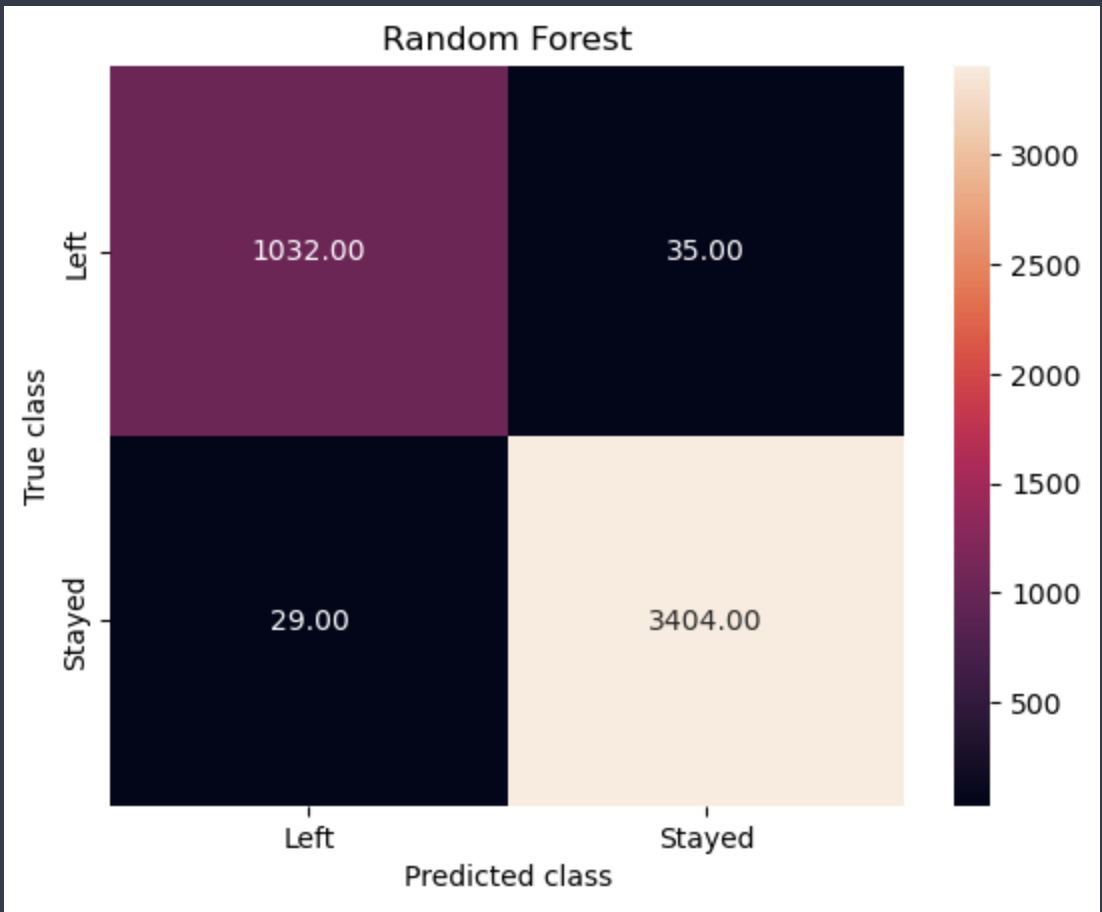 Random Forest
True class
Left
1032.00
35.00
Stayed
29.00
3404.00
Left
Stayed
Predicted class
3000
2500
2000
1500
1000
500